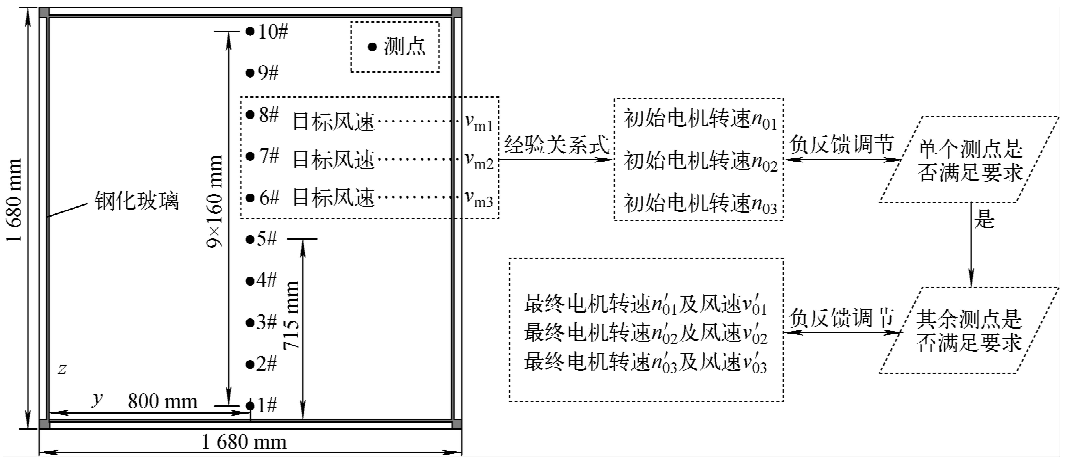 10#
测点
9#
8#
目标风速
vm1
7#
目标风速
vm2
6#
目标风速
vm3
5#
4#
3#
2#
1#
钢化玻璃
1 680 mm
9×160 mm
715 mm
z
y
800 mm
1 680 mm
经验关系式
初始电机转速n01
初始电机转速n02
初始电机转速n03
负反馈调节
单个测点是
否满足要求
是
其余测点是
否满足要求
负反馈调节
最终电机转速n′01及风速v′01
最终电机转速n′02及风速v′02
最终电机转速n′03及风速v′03